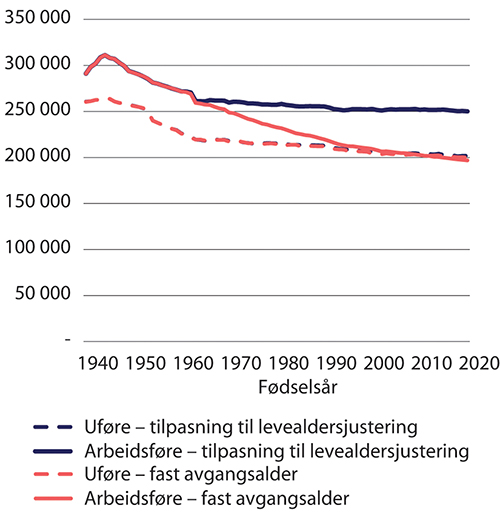 350 000
300 000
250 000
200 000
150 000
100 000
50 000
-
1940 1950 1960 1970 1980 1990 2000 2010 2020
Fødselsår
Uføre – tilpasning til levealdersjustering
Arbeidsføre – tilpasning til levealdersjustering
Uføre – fast avgangsalder
Arbeidsføre – fast avgangsalder